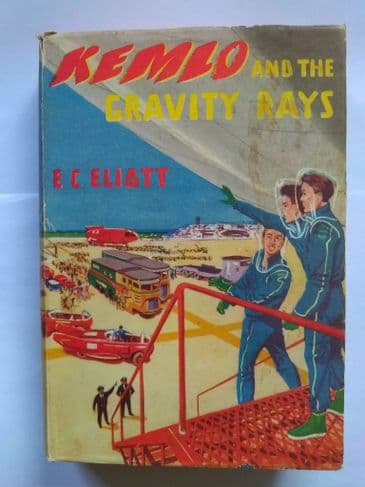 KEMLO AND THE
GRAVITY RAYS
E. C. ELIOTT